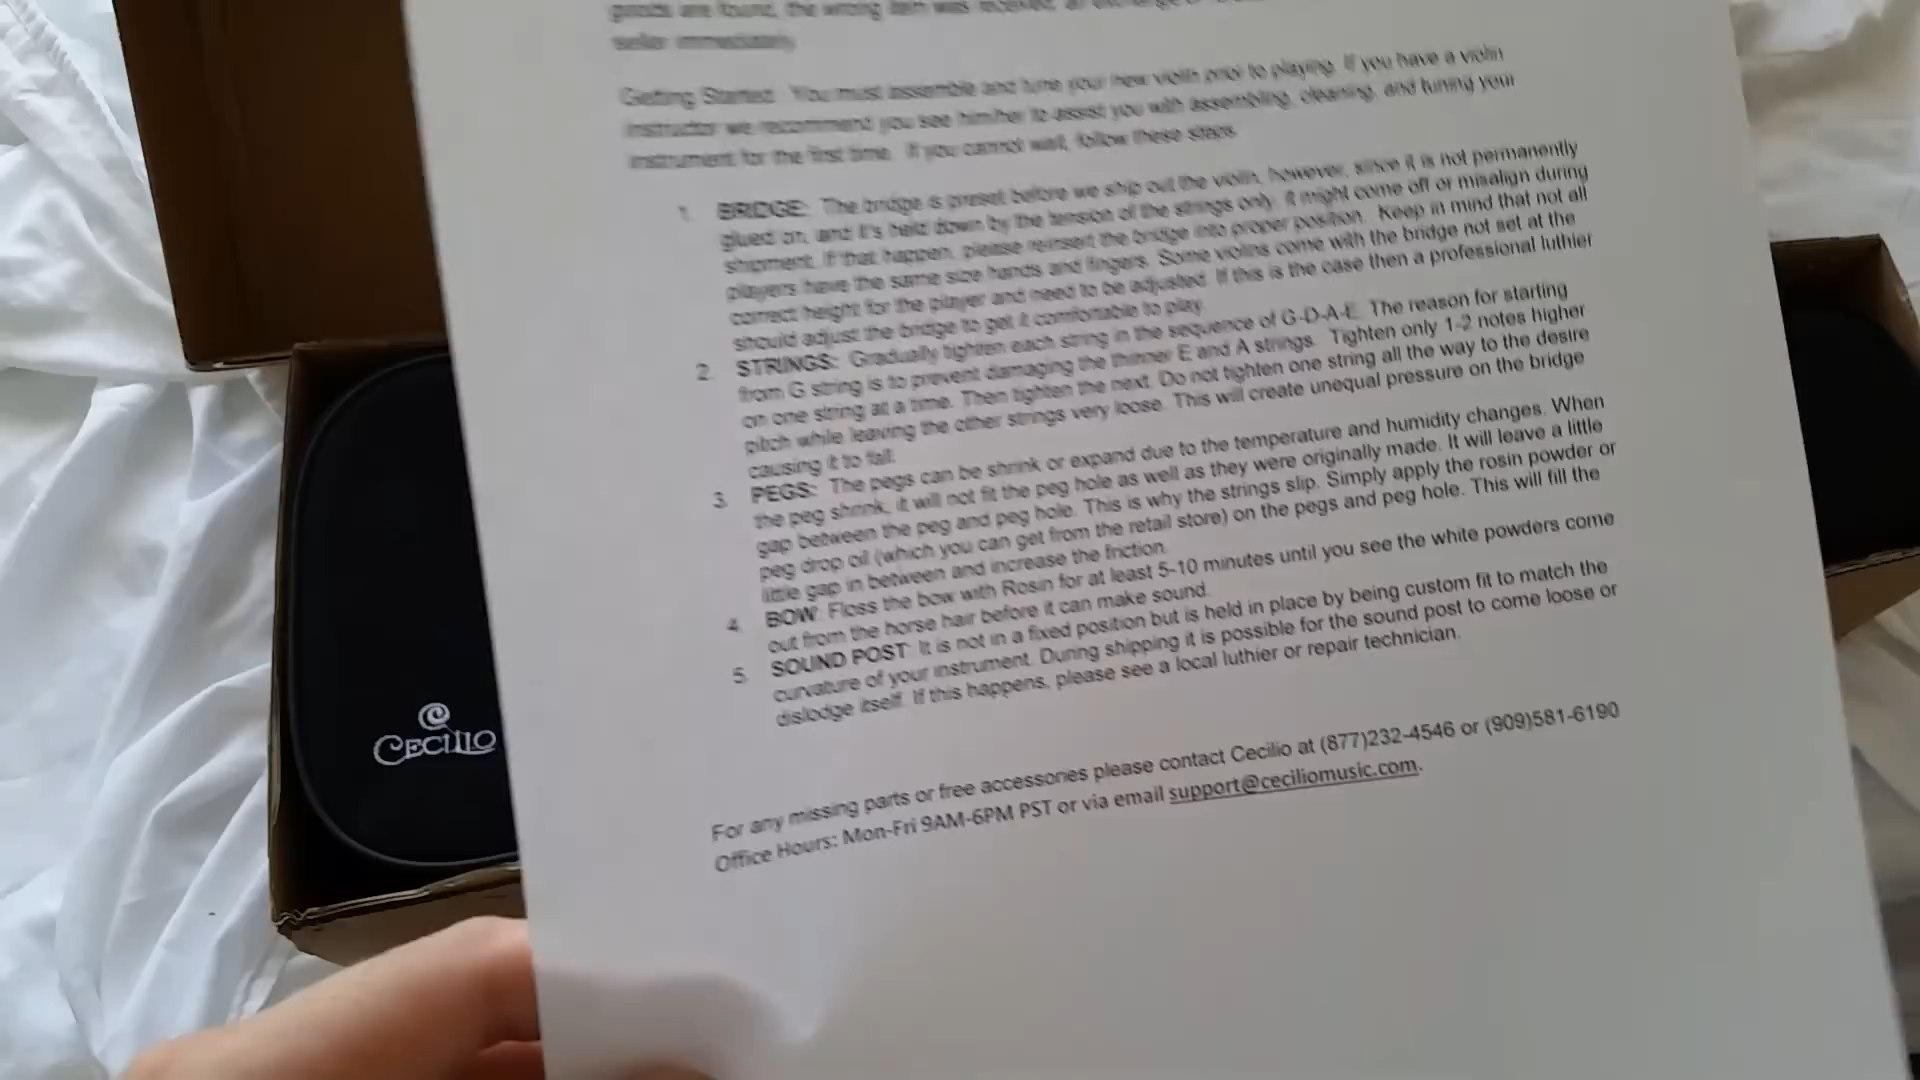 goods are found, the wrong item was received, an exchange
seller immediately.
Getting Started: You must assemble and tune your new violin prior to playing. If you have a violin
instructor we recommend you see him/her to assist you with assembling, cleaning, and tuning your
instrument for the first time. If you cannot wait, follow these steps.
1. BRIDGE: The bridge is preset before we ship out the violin, however, since it is not permanently
glued on, and it's held down by the tension of the strings only, it might come off or misalign during
shipment. If that happen, please reinsert the bridge into proper position. Keep in mind that not all
players have the same size hands and fingers. Some violins come with the bridge not set at the
correct height for the player and need to be adjusted. If this is the case then a professional luthier
should adjust the bridge to get it comfortable to play.
2. STRINGS: Gradually tighten each string in the sequence of G-D-A-E. The reason for starting
from G string is to prevent damaging the thinner E and A strings. Tighten only 1-2 notes higher
on one string at a time. Then tighten the next. Do not tighten one string all the way to the desire
pitch while leaving the other strings very loose. This will create unequal pressure on the bridge
causing it to fall.
3. PEGS: The pegs can be shrink or expand due to the temperature and humidity changes. When
the peg shrink, it will not fit the peg hole as well as they were originally made. It will leave a little
gap between the peg and peg hole. This is why the strings slip. Simply apply the rosin powder or
peg drop oil (which you can get from the retail store) on the pegs and peg hole. This will fill the
little gap in between and increase the friction.
4. BOW: Floss the bow with Rosin for at least 5-10 minutes until you see the white powders come
out from the horse hair before it can make sound.
5. SOUND POST: It is not in a fixed position but is held in place by being custom fit to match the
curvature of your instrument. During shipping it is possible for the sound post to come loose or
dislodge itself. If this happens, please see a local luthier or repair technician.
For any missing parts or free accessories please contact Cecilio at (877)232-4546 or (909)581-6190
Office Hours: Mon-Fri 9AM-6PM PST or via email support@ceciliomusic.com.
CECILIO